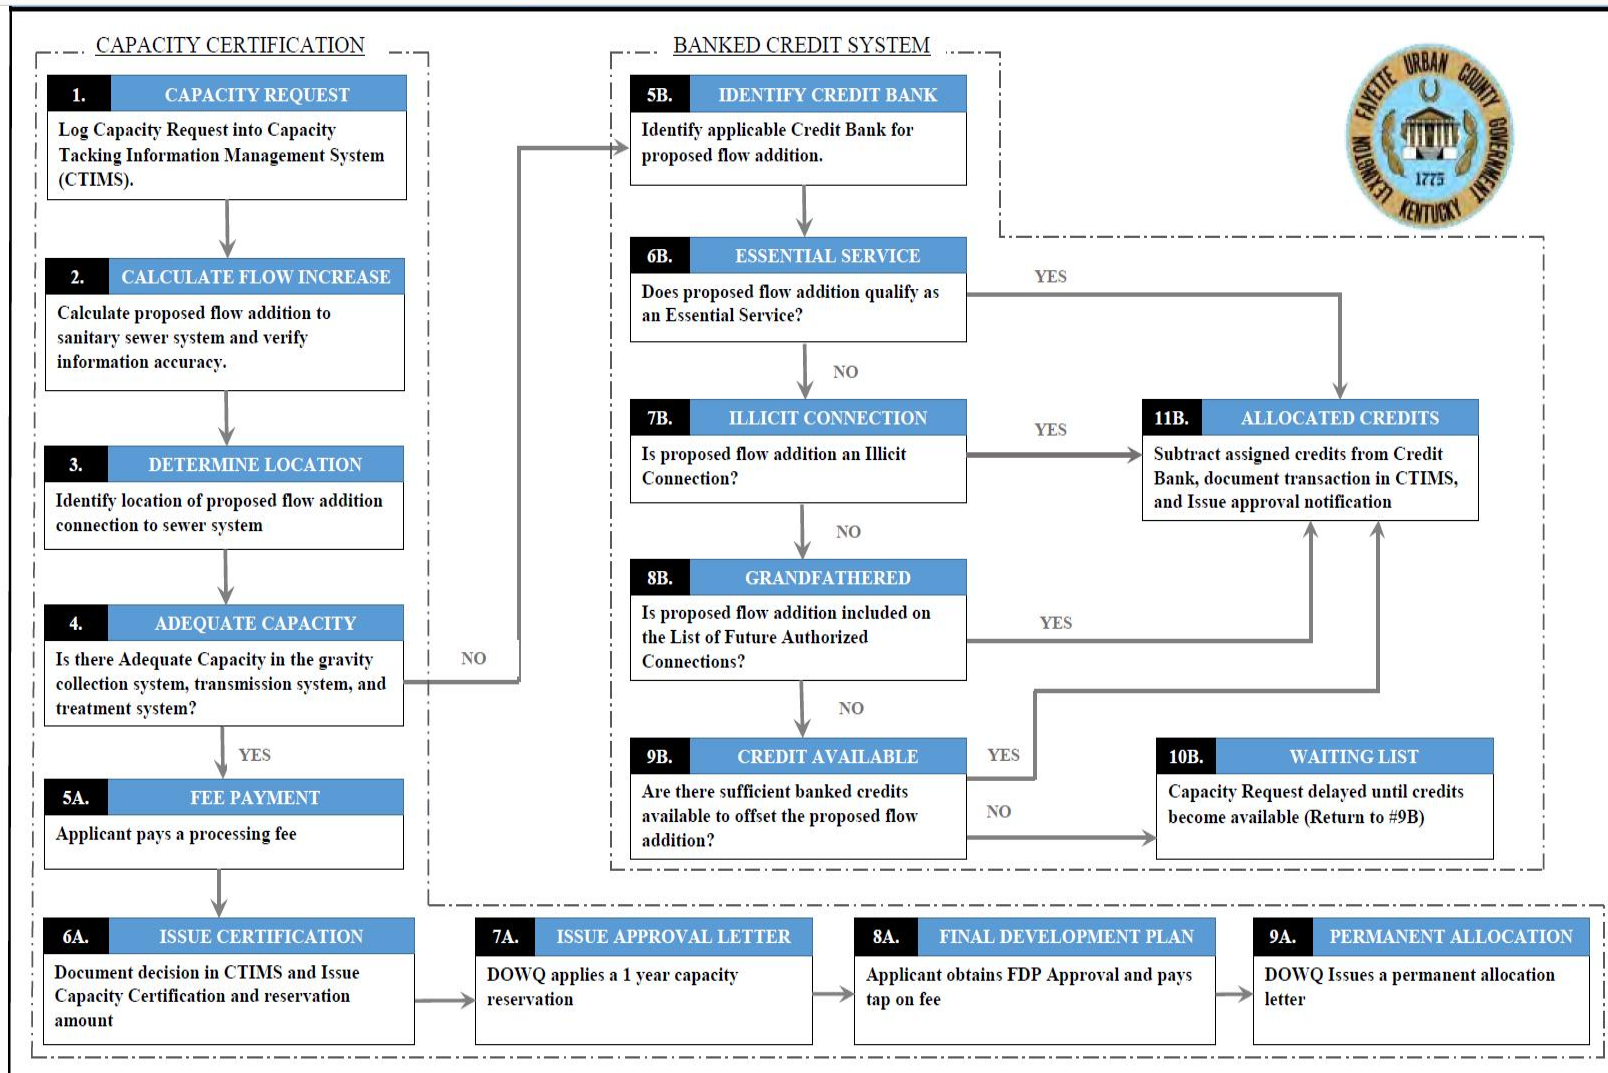 CAPACITY CERTIFICATION
1. CAPACITY REQUEST
Log Capacity Request into Capacity
Tacking Information Management System
(CTIMS).
2. CALCULATE FLOW INCREASE
Calculate proposed flow addition to
sanitary sewer system and verify
information accuracy.
3. DETERMINE LOCATION
Identify location of proposed flow addition
connection to sewer system
4. ADEQUATE CAPACITY
Is there Adequate Capacity in the gravity
collection system, transmission system, and
treatment system?
NO
YES
5A. FEE PAYMENT
Applicant pays a processing fee
6A. ISSUE CERTIFICATION
Document decision in CTIMS and Issue
Capacity Certification and reservation
amount
7A. ISSUE APPROVAL LETTER
DOWQ applies a 1 year capacity
reservation
8A. FINAL DEVELOPMENT PLAN
Applicant obtains FDP Approval and pays
tap on fee
9A. PERMANENT ALLOCATION
DOWQ Issues a permanent allocation
letter
BANKED CREDIT SYSTEM
5B. IDENTIFY CREDIT BANK
Identify applicable Credit Bank for
proposed flow addition.
6B. ESSENTIAL SERVICE
Does proposed flow addition qualify as
an Essential Service?
YES
NO
7B. ILLICIT CONNECTION
Is proposed flow addition an Illicit
Connection?
YES
NO
8B. GRANDFATHERED
Is proposed flow addition included on
the List of Future Authorized
Connections?
YES
NO
9B. CREDIT AVAILABLE
Are there sufficient banked credits
available to offset the proposed flow
addition?
YES
NO
10B. WAITING LIST
Capacity Request delayed until credits
become available (Return to #9B)
11B. ALLOCATED CREDITS
Subtract assigned credits from Credit
Bank, document transaction in CTIMS,
and Issue approval notification
LEXINGTON FAYETTE URBAN COUNTY GOVERNMENT
1775
KENTUCKY